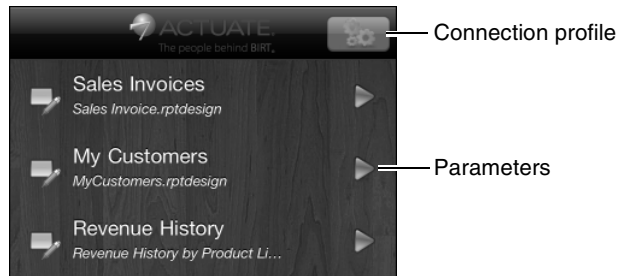 ACTUATE.
The people behind BIRT.
Connection profile
Sales Invoices
Sales Invoice.rptdesign
My Customers
MyCustomers.rptdesign
Parameters
Revenue History
Revenue History by Product Li...